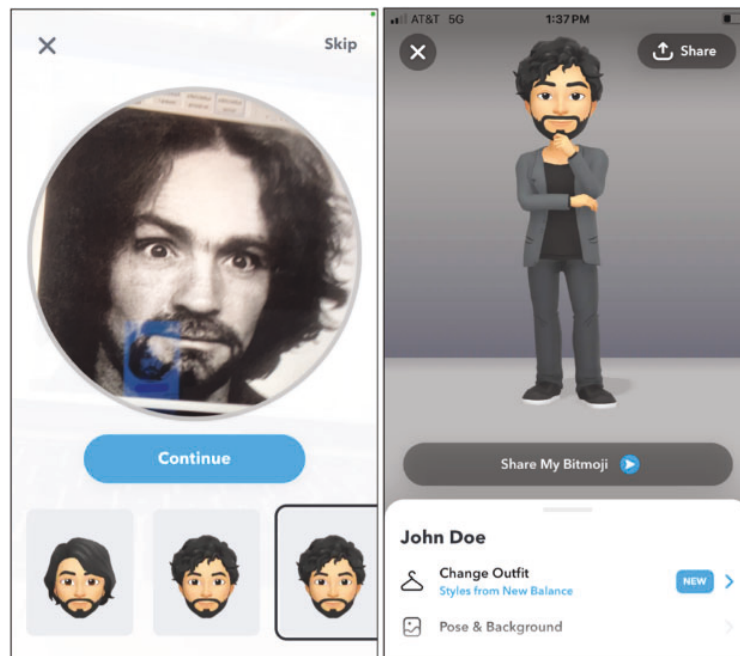 Skip
Continue
AT&T 5G
1:37 PM
Share
Share My Bitmoji
John Doe
Change Outfit
Styles from New Balance
NEW
Pose & Background